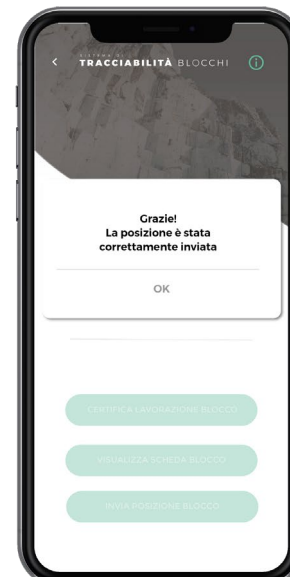 SISTEMA DI
TRACCIABILITÀ BLOCCHI
Grazie!
La posizione è stata
correttamente inviata
OK
CERTIFICA LAVORAZIONE BLOCCO
VISUALIZZA SCHEDA BLOCCO
INVIA POSIZIONE BLOCCO